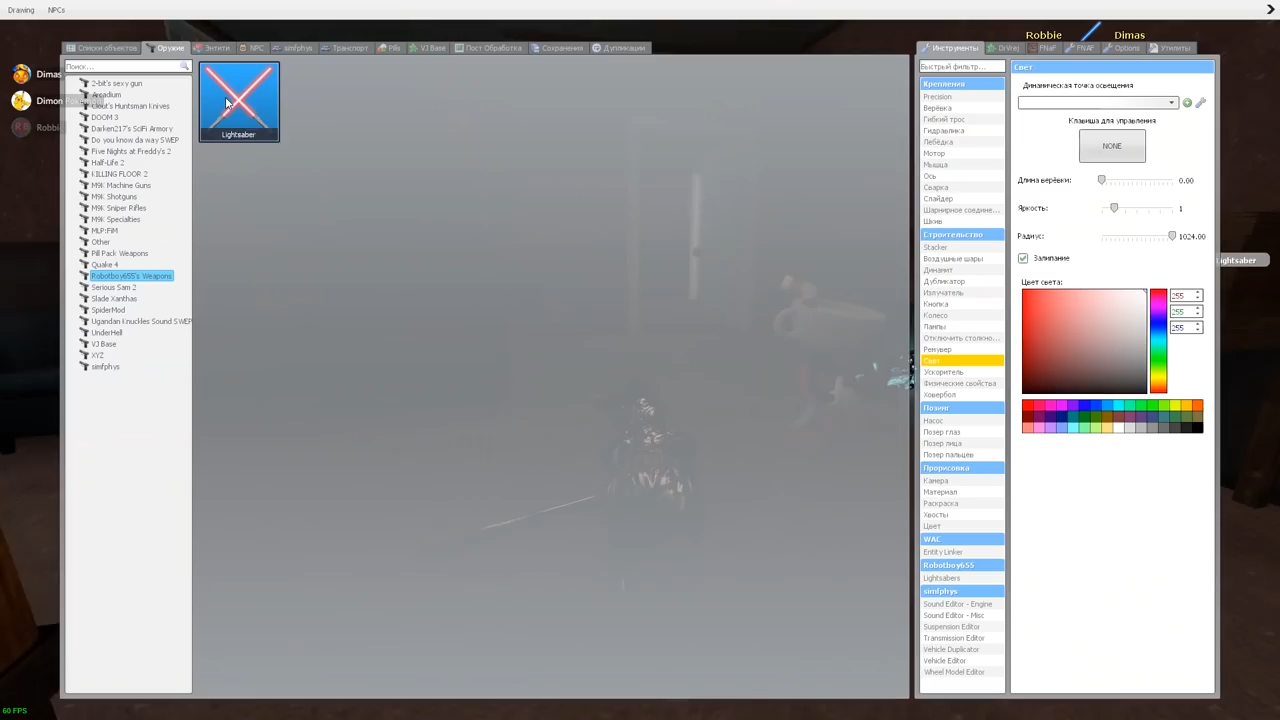 Drawing NPCs
Robbie Dimas
Списки объектов Оружие Энтити NPC simfphys Транспорт Pills VJ Base Пост Обработка Сохранения Дупликации
Инструменты DrVrej FNaF FNAF Options Утилиты
Поиск...
2-bit's sexy gun
Arcadium
Clout's Huntsman Knives
DOOM 3
Darken217's SciFi Armory
Do you know da way SWEP
Five Nights at Freddy's 2
Half-Life 2
KILLING FLOOR 2
M9K Machine Guns
M9K Shotguns
M9K Sniper Rifles
M9K Specialties
MLP:FiM
Other
Pill Pack Weapons
Quake 4
Robotboy655's Weapons
Serious Sam 2
Slade Xanthas
SpiderMod
Ugandan Knuckles Sound SWEP
UnderHell
VJ Base
XYZ
simfphys
Dimas
Dimon
Robbi
Lightsaber
Быстрый фильтр...
Крепления
Precision
Верёвка
Гибкий трос
Гидравлика
Лебёдка
Мотор
Мышца
Ось
Сварка
Слайдер
Шарнирное соедине...
Шкив
Строительство
Stacker
Воздушные шары
Динамит
Дубликатор
Излучатель
Кнопка
Колесо
Лампы
Отключить столкно...
Ремувер
Свет
Ускоритель
Физические свойства
Ховербол
Позинг
Насос
Позер глаз
Позер лица
Позер пальцев
Прорисовка
Камера
Материал
Раскраска
Хвосты
Цвет
WAC
Entity Linker
Robotboy655
Lightsabers
simfphys
Sound Editor - Engine
Sound Editor - Misc
Suspension Editor
Transmission Editor
Vehicle Duplicator
Vehicle Editor
Wheel Model Editor
Свет
Динамическая точка освещения
Клавиша для управления
NONE
Длина верёвки: 0.00
Яркость: 1
Радиус: 1024.00
Залипание
Цвет света:
255
255
255
Lightsaber
60 FPS